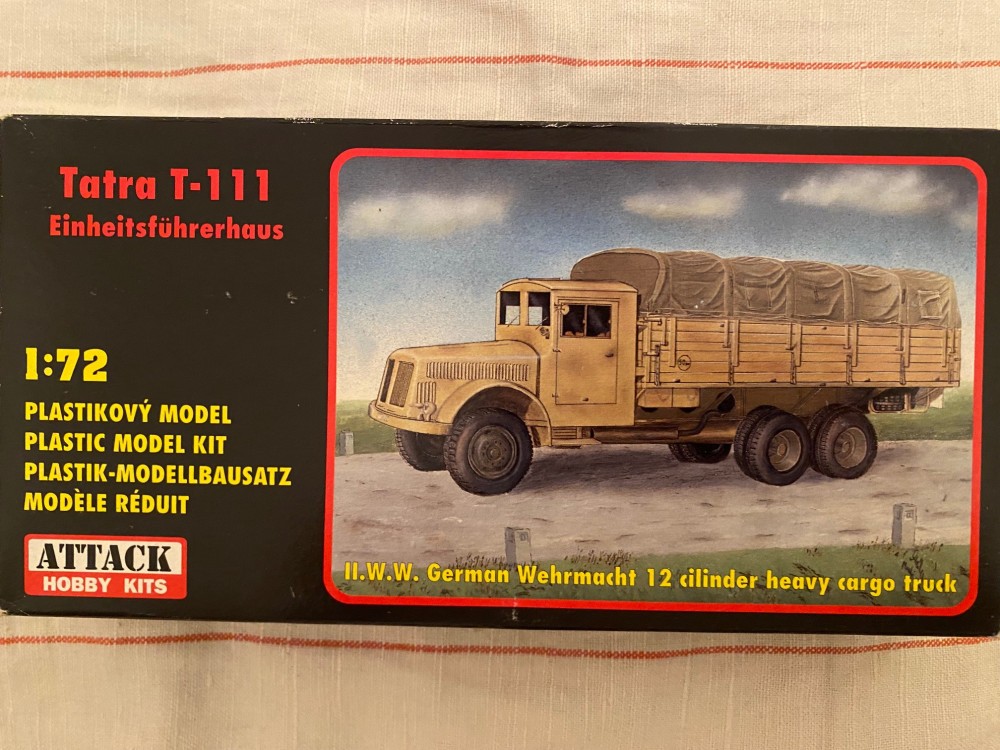 Tatra T-111
Einheitsführerhaus
1:72
PLASTIKOVÝ MODEL
PLASTIC MODEL KIT
PLASTIK-MODELLBAUSATZ
MODÈLE RÉDUIT
ATTACK
HOBBY KITS
II.W.W. German Wehrmacht 12 cilinder heavy cargo truck